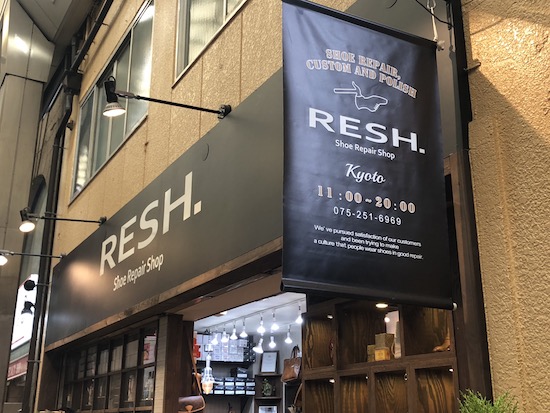 SHOE REPAIR,
CUSTOM AND POLISH
RESH.
Shoe Repair Shop
Kyoto
11:00~20:00
075-251-6969
We've pursued satisfaction of our customers
and been trying to make
a culture that people wear shoes in good repair.
RESH.
Shoe Repair Shop